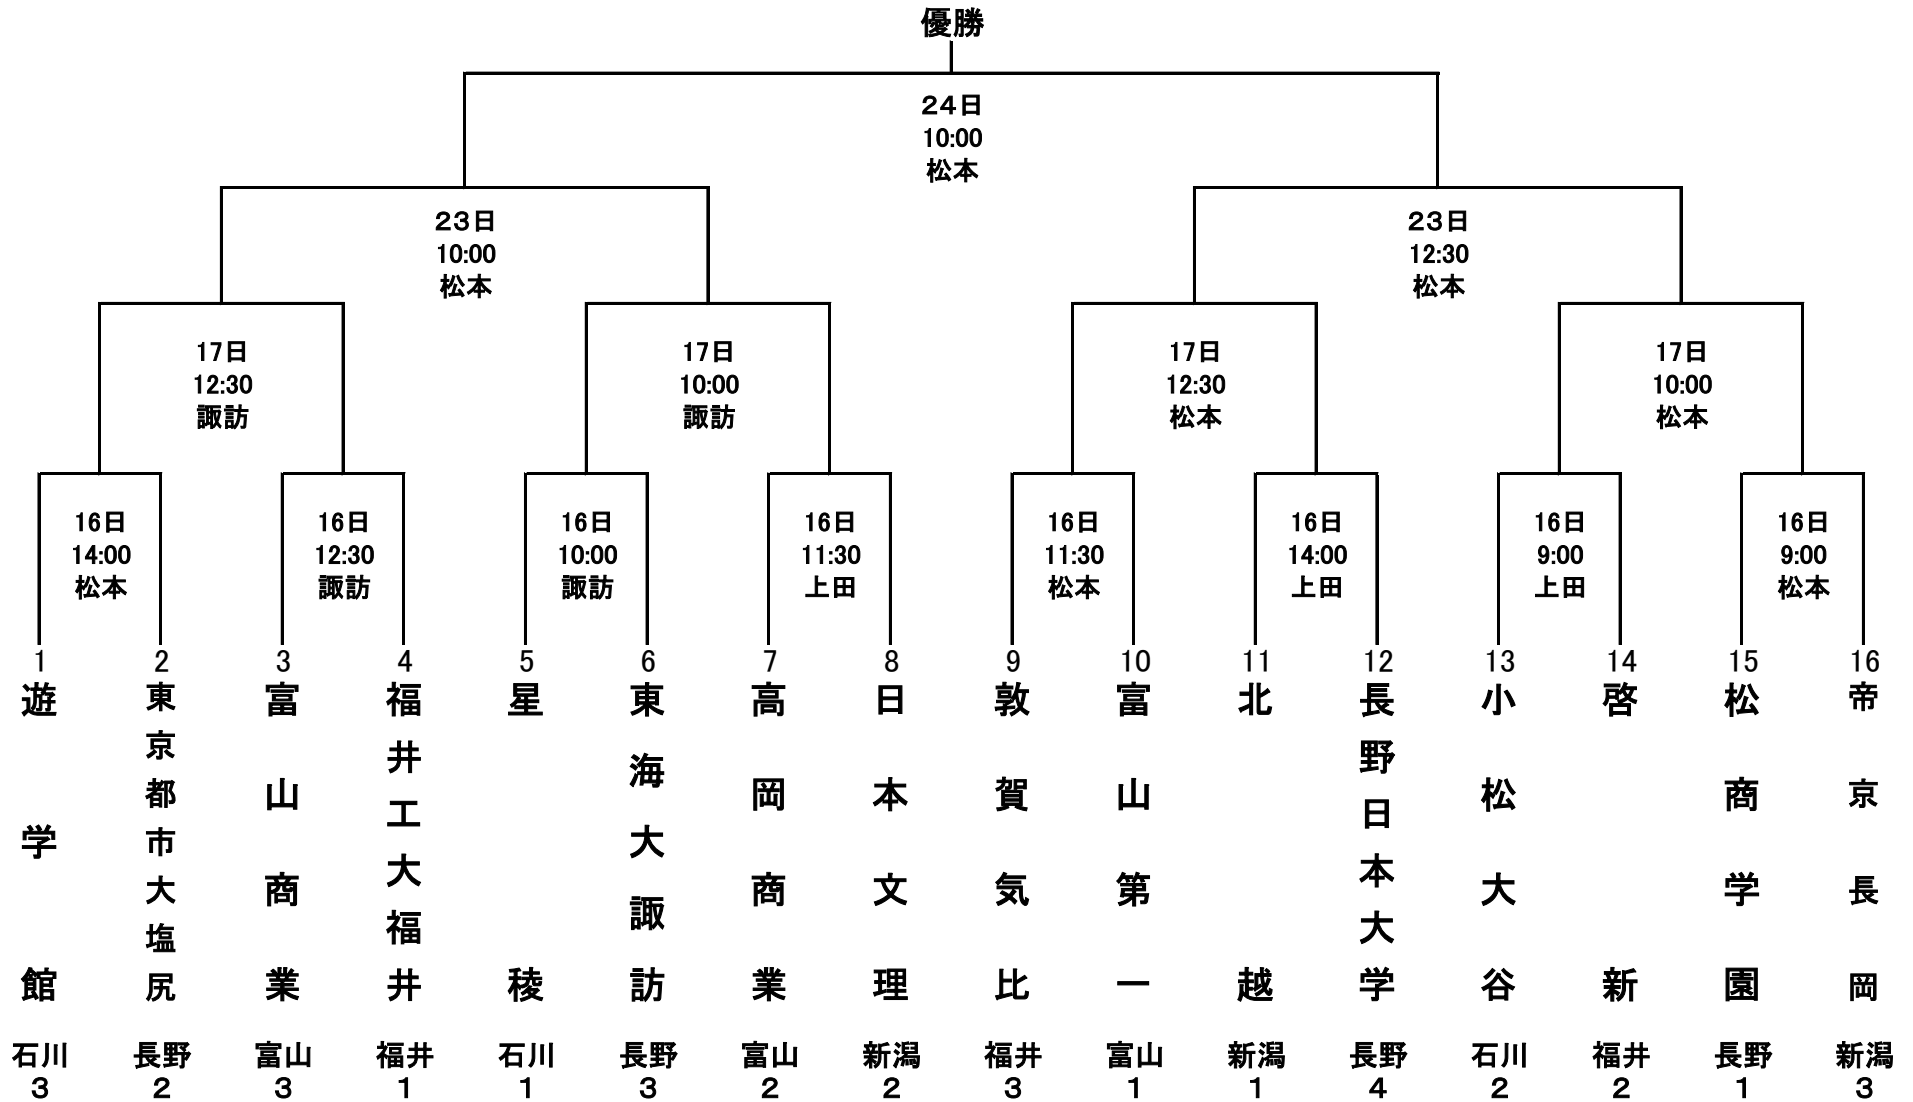 優勝
24日
10:00
松本
23日
10:00
松本
23日
12:30
松本
17日
12:30
諏訪
17日
10:00
諏訪
17日
12:30
松本
17日
10:00
松本
16日
14:00
松本
16日
12:30
諏訪
16日
10:00
諏訪
16日
11:30
上田
16日
11:30
松本
16日
14:00
上田
16日
9:00
上田
16日
9:00
松本
1
遊学館
石川
3
2
東京都市大塩尻
長野
2
3
富山商業
富山
3
4
福井工大福井
福井
1
5
星稜
石川
1
6
東海大諏訪
長野
3
7
高岡商業
富山
2
8
日本文理
新潟
2
9
敦賀気比
福井
3
10
富山第一
富山
1
11
北越
新潟
1
12
長野日本大学
長野
4
13
小松大谷
石川
2
14
啓新
福井
2
15
松商学園
長野
1
16
帝京長岡
新潟
3